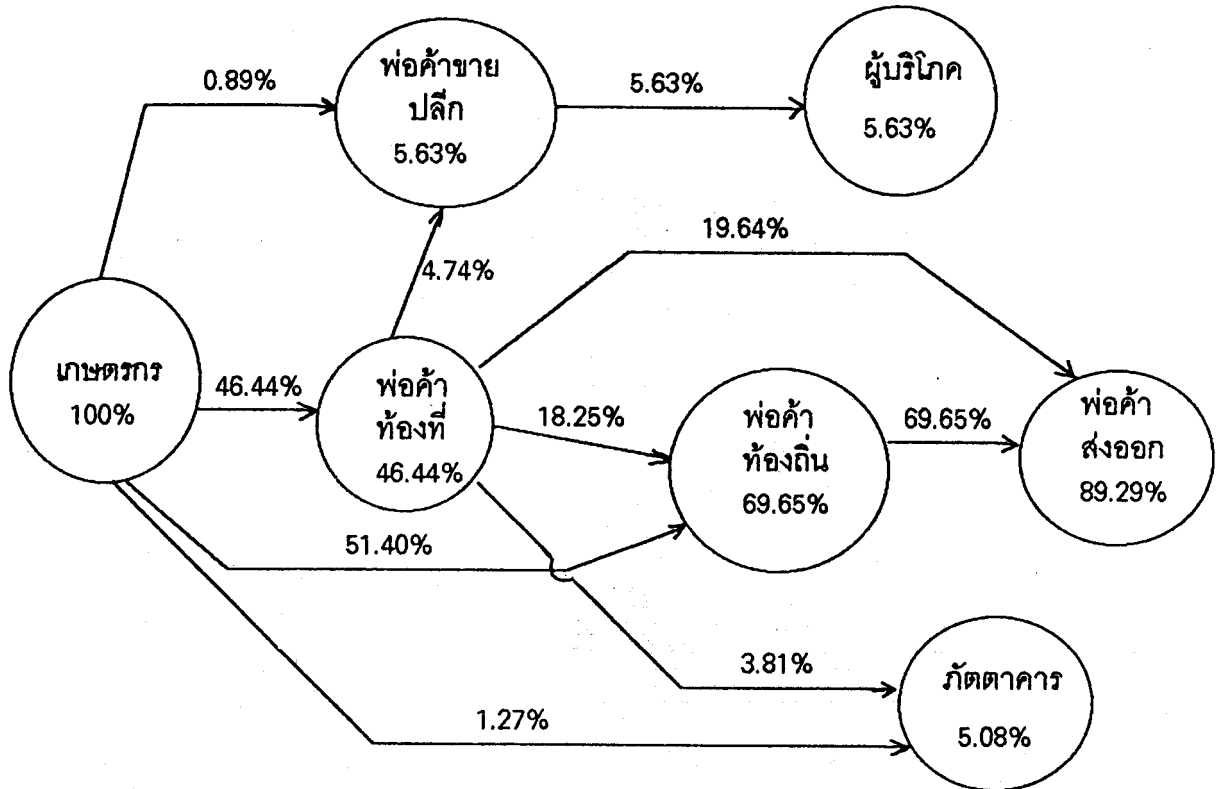 0.89%
พ่อค้าขาย
ปลีก
5.63%
5.63%
ผู้บริโภค
5.63%
4.74%
19.64%
เกษตรกร
100%
46.44%
พ่อค้า
ท้องที่
46.44%
18.25%
พ่อค้า
ท้องถิ่น
69.65%
69.65%
พ่อค้า
ส่งออก
89.29%
51.40%
3.81%
1.27%
ภัตตาคาร
5.08%